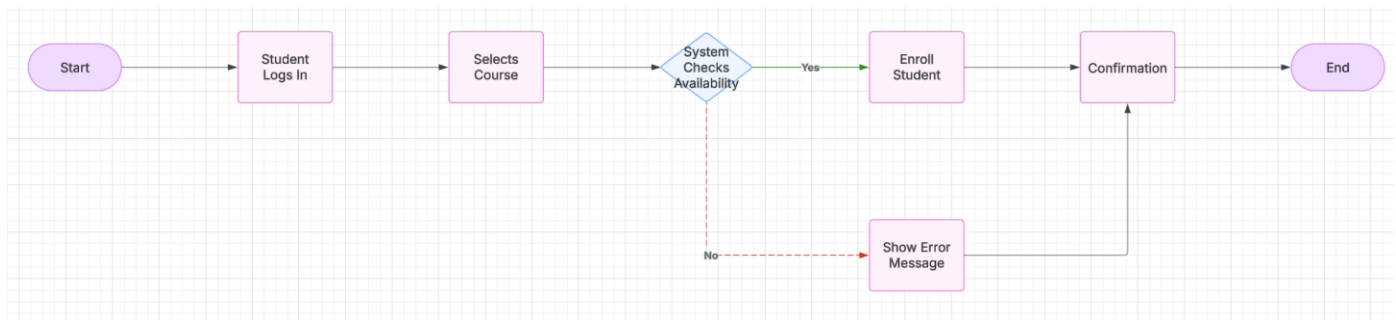 Start
Student
Logs In
Selects
Course
System
Checks
Availability
Yes
Enroll
Student
Confirmation
End
No
Show Error
Message